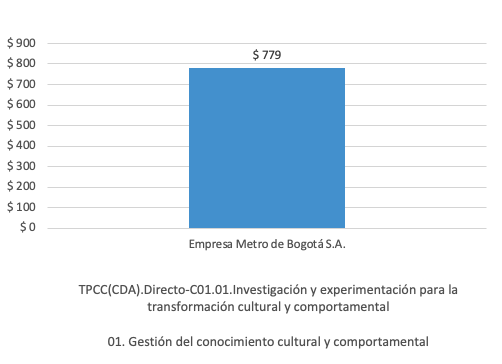 $ 900
$ 800
$ 700
$ 600
$ 500
$ 400
$ 300
$ 200
$ 100
$ 0
$ 779
Empresa Metro de Bogotá S.A.
TPCC(CDA).Directo-C01.01.Investigación y experimentación para la
transformación cultural y comportamental
01. Gestión del conocimiento cultural y comportamental